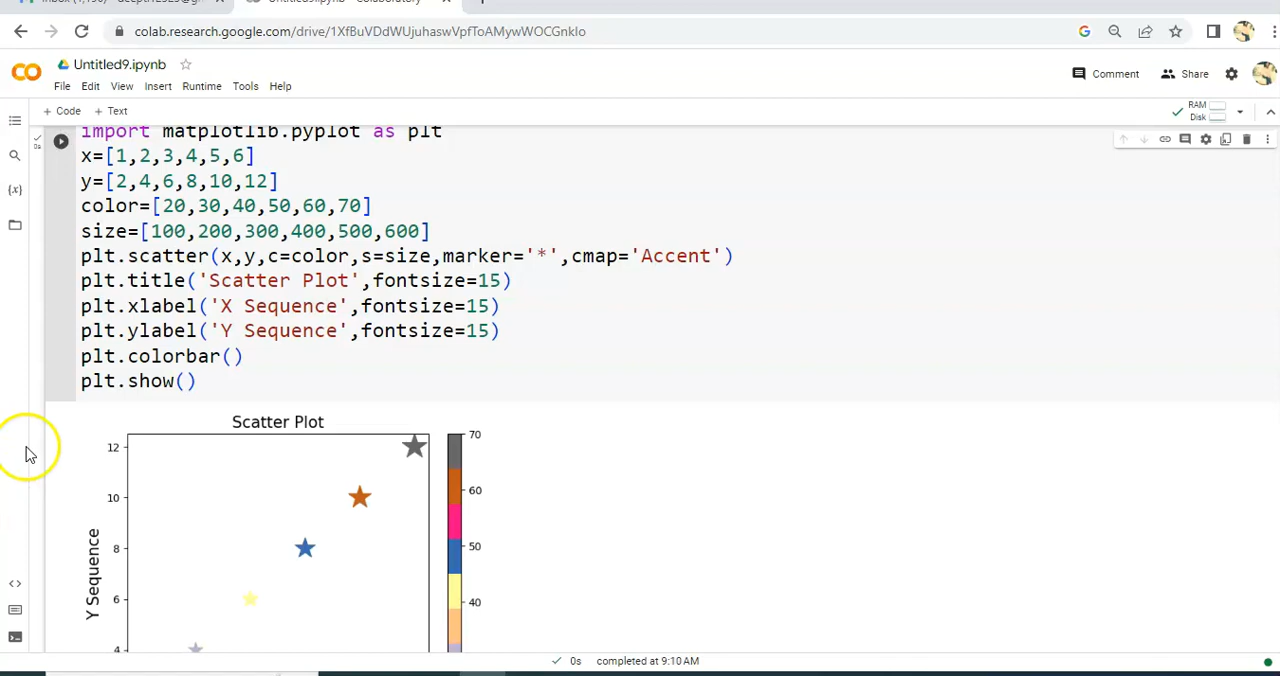 colab.research.google.com/drive/1XfBuVDdWUjuhaswVpfToAMywWOCGnkIo
Untitled9.ipynb
Comment
Share
File Edit View Insert Runtime Tools Help
+ Code + Text
RAM
Disk
import matplotlib.pyplot as plt
x=[1,2,3,4,5,6]
y=[2,4,6,8,10,12]
color=[20,30,40,50,60,70]
size=[100,200,300,400,500,600]
plt.scatter(x,y,c=color,s=size,marker='*',cmap='Accent')
plt.title('Scatter Plot',fontsize=15)
plt.xlabel('X Sequence',fontsize=15)
plt.ylabel('Y Sequence',fontsize=15)
plt.colorbar()
plt.show()
Scatter Plot
12
10
8
6
4
Y Sequence
70
60
50
40
0s completed at 9:10 AM